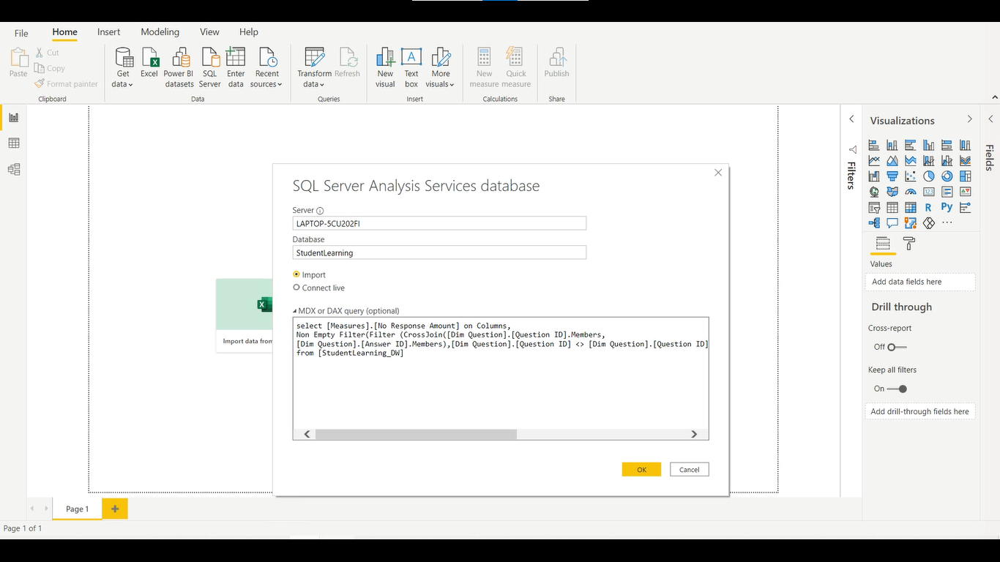 File
Home
Insert
Modeling
View
Help
Paste
Cut
Copy
Format painter
Clipboard
Get data
Excel
Power BI datasets
SQL Server
Enter data
Recent sources
Data
Transform data
Refresh
Queries
New visual
Text box
More visuals
Insert
New measure
Quick measure
Calculations
Publish
Share
Import data from
SQL Server Analysis Services database
Server
LAPTOP-5CU202FI
Database
StudentLearning
Import
Connect live
MDX or DAX query (optional)
select [Measures].[No Response Amount] on Columns,
Non Empty Filter(Filter (CrossJoin([Dim Question].[Question ID].Members,
[Dim Question].[Answer ID].Members),[Dim Question].[Question ID] <> [Dim Question].[Question ID]
from [StudentLearning_DW]
OK
Cancel
Filters
Visualizations
R
Py
Values
Add data fields here
Drill through
Cross-report
Off
Keep all filters
On
Add drill-through fields here
Fields
Page 1
Page 1 of 1